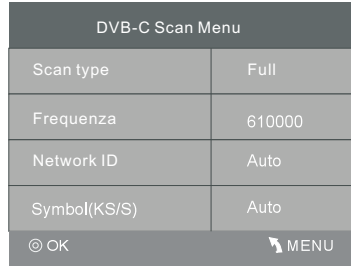 DVB-C Scan Menu
Scan type Full
Frequenza 610000
Network ID Auto
Symbol(KS/S) Auto
OK MENU